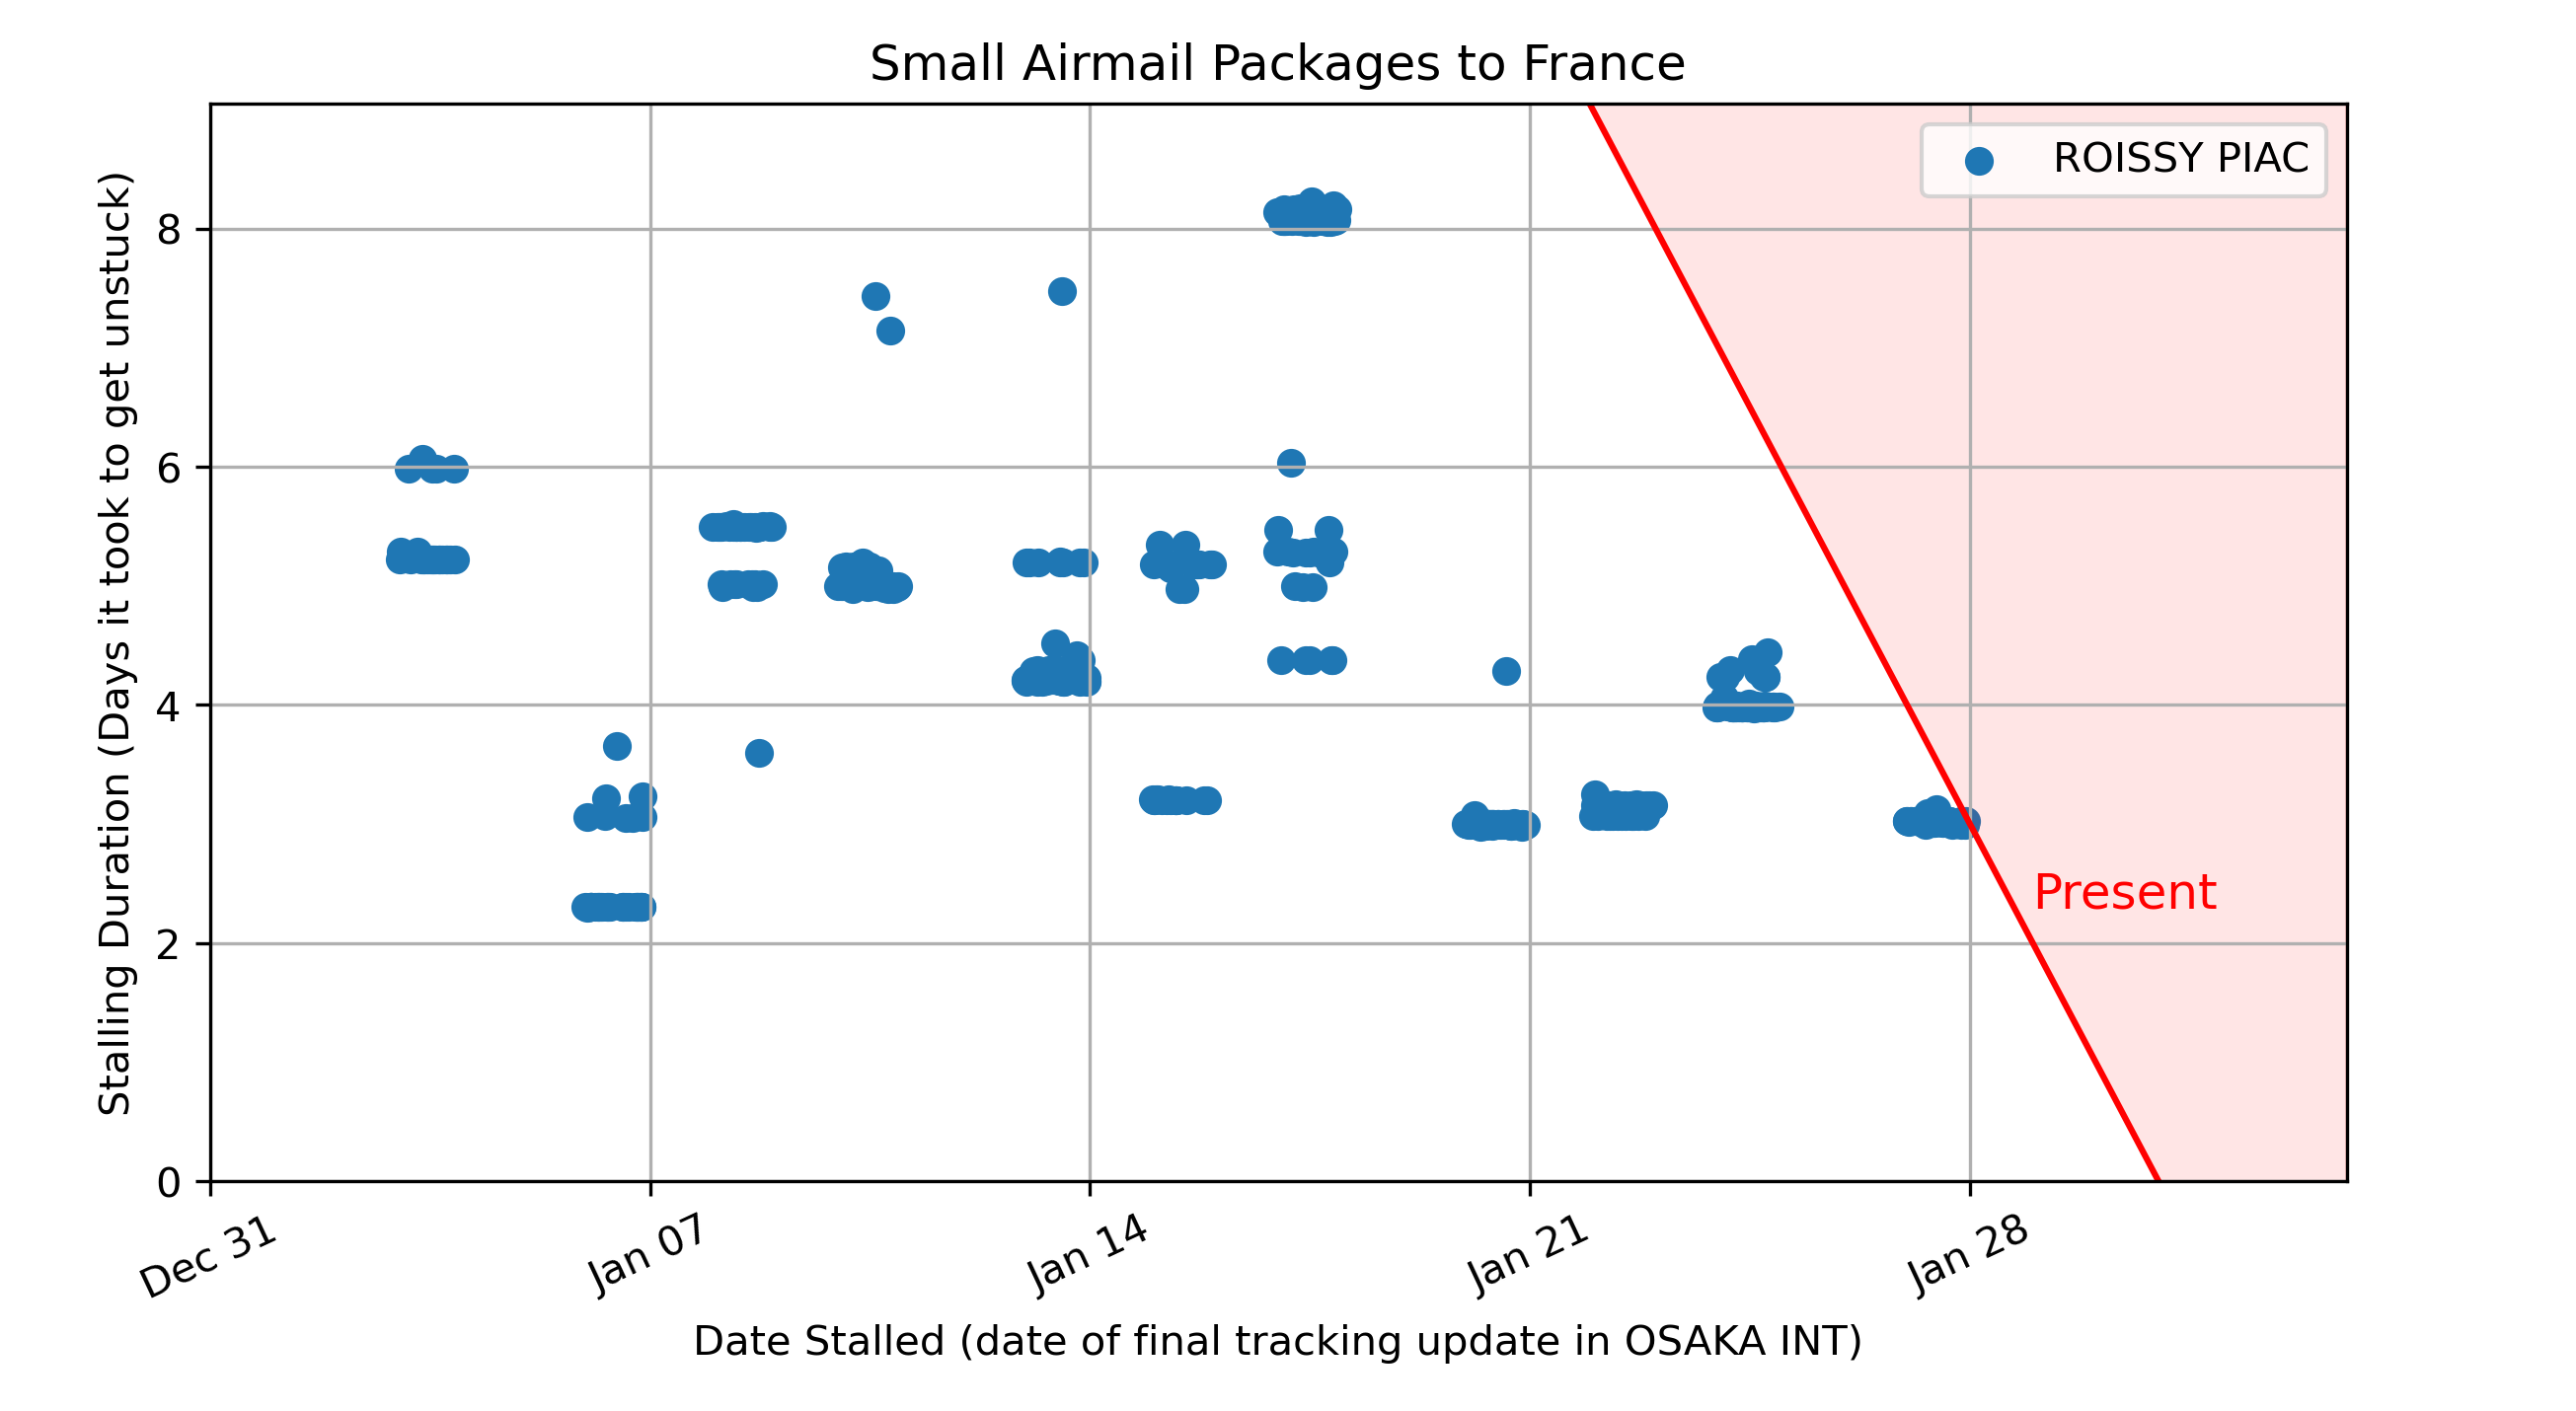 Small Airmail Packages to France
ROISSY PIAC
Stalling Duration (Days it took to get unstuck)
8
6
4
2
0
Present
Dec 31
Jan 07
Jan 14
Jan 21
Jan 28
Date Stalled (date of final tracking update in OSAKA INT)